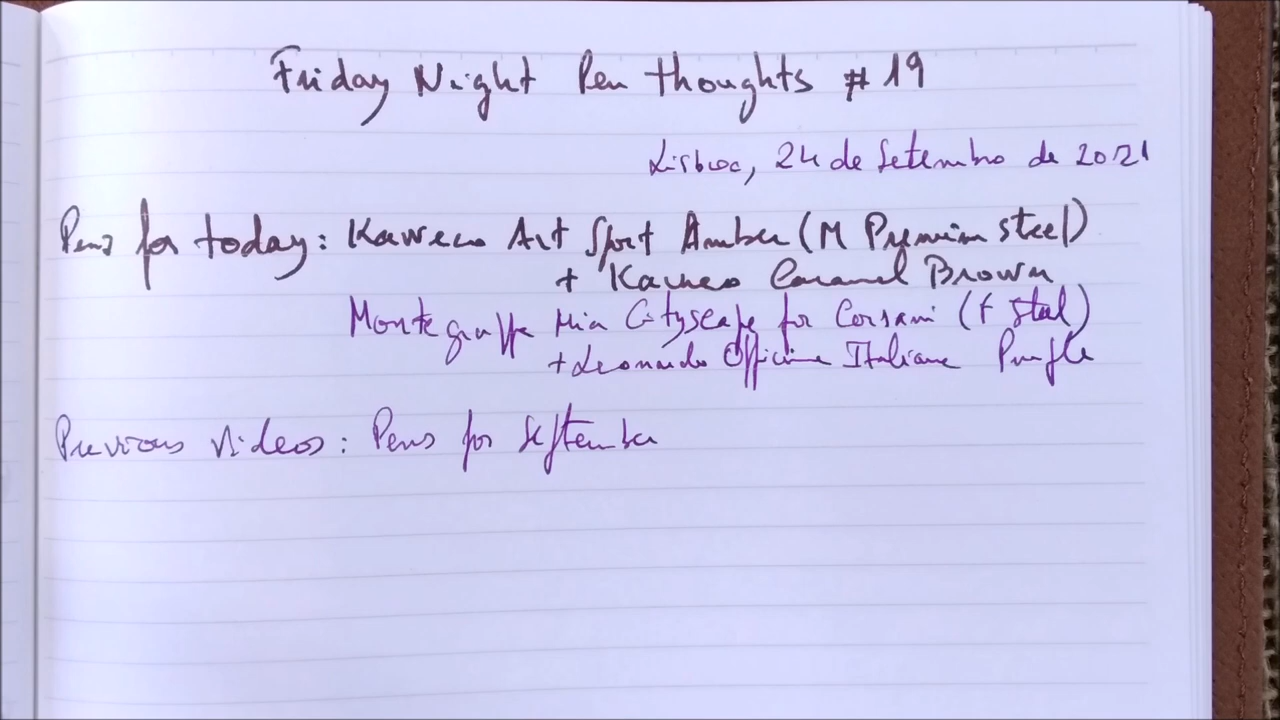 Friday Night Pen thoughts #19
Lisboa, 24 de Setembro de 2021
Pens for today: Kaweco Art Sport Amber (M Premium steel)
+ Kaweco Caramel Brown
Montegrappa Mia Cityscape for Corsani (f steel)
+ Leonardo Officina Italiana Purple
Previous videos: Pens for September